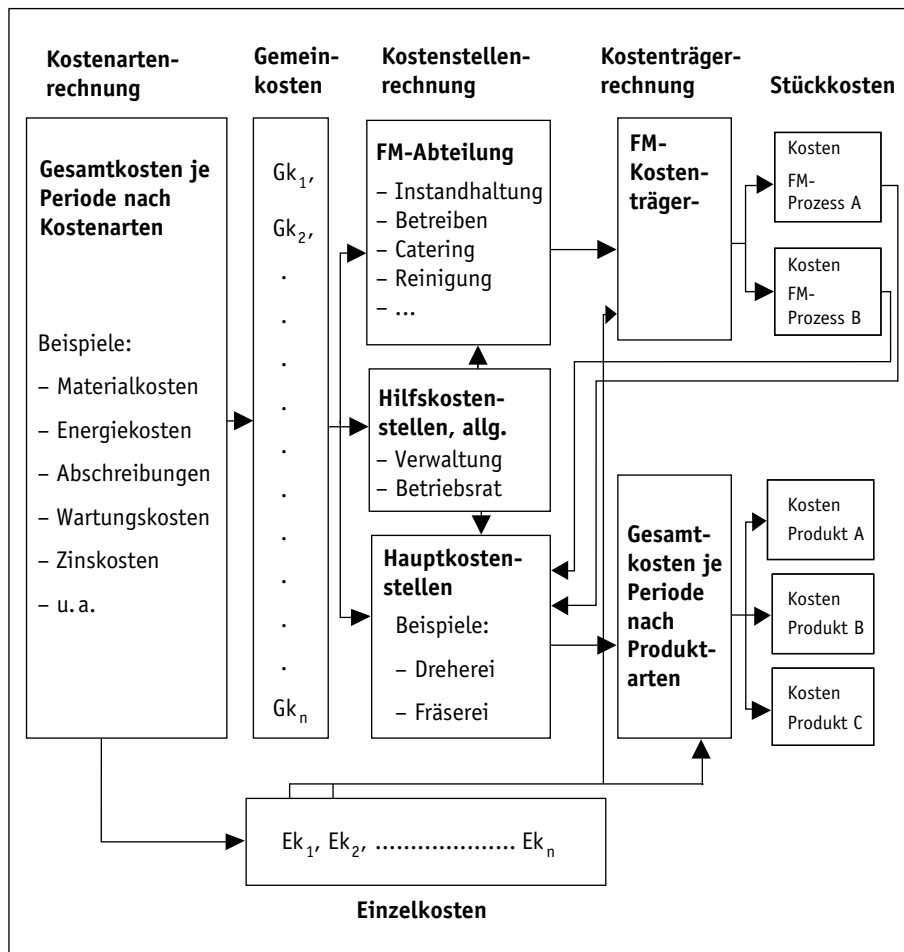 Kostenarten-
rechnung
Gemein-
kosten
Kostenstellen-
rechnung
Kostenträger-
rechnung
Stückkosten
Gesamtkosten je
Periode nach
Kostenarten
Beispiele:
– Materialkosten
– Energiekosten
– Abschreibungen
– Wartungskosten
– Zinskosten
– u. a.
Gk1,
Gk2,
.
.
.
.
.
.
.
.
.
.
Gkn
FM-Abteilung
– Instandhaltung
– Betreiben
– Catering
– Reinigung
– ...
Hilfskosten-
stellen, allg.
– Verwaltung
– Betriebsrat
Hauptkosten-
stellen
Beispiele:
– Dreherei
– Fräserei
FM-
Kosten-
träger-
Kosten
FM-
Prozess A
Kosten
FM-
Prozess B
Gesamt-
kosten je
Periode
nach
Produkt-
arten
Kosten
Produkt A
Kosten
Produkt B
Kosten
Produkt C
Ek1, Ek2, ..................... Ekn
Einzelkosten